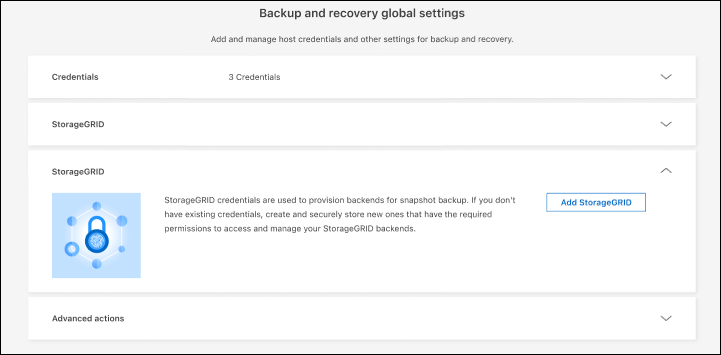 Backup and recovery global settings
Add and manage host credentials and other settings for backup and recovery.
Credentials
3 Credentials
StorageGRID
StorageGRID
StorageGRID credentials are used to provision backends for snapshot backup. If you don't
have existing credentials, create and securely store new ones that have the required
permissions to access and manage your StorageGRID backends.
Add StorageGRID
Advanced actions